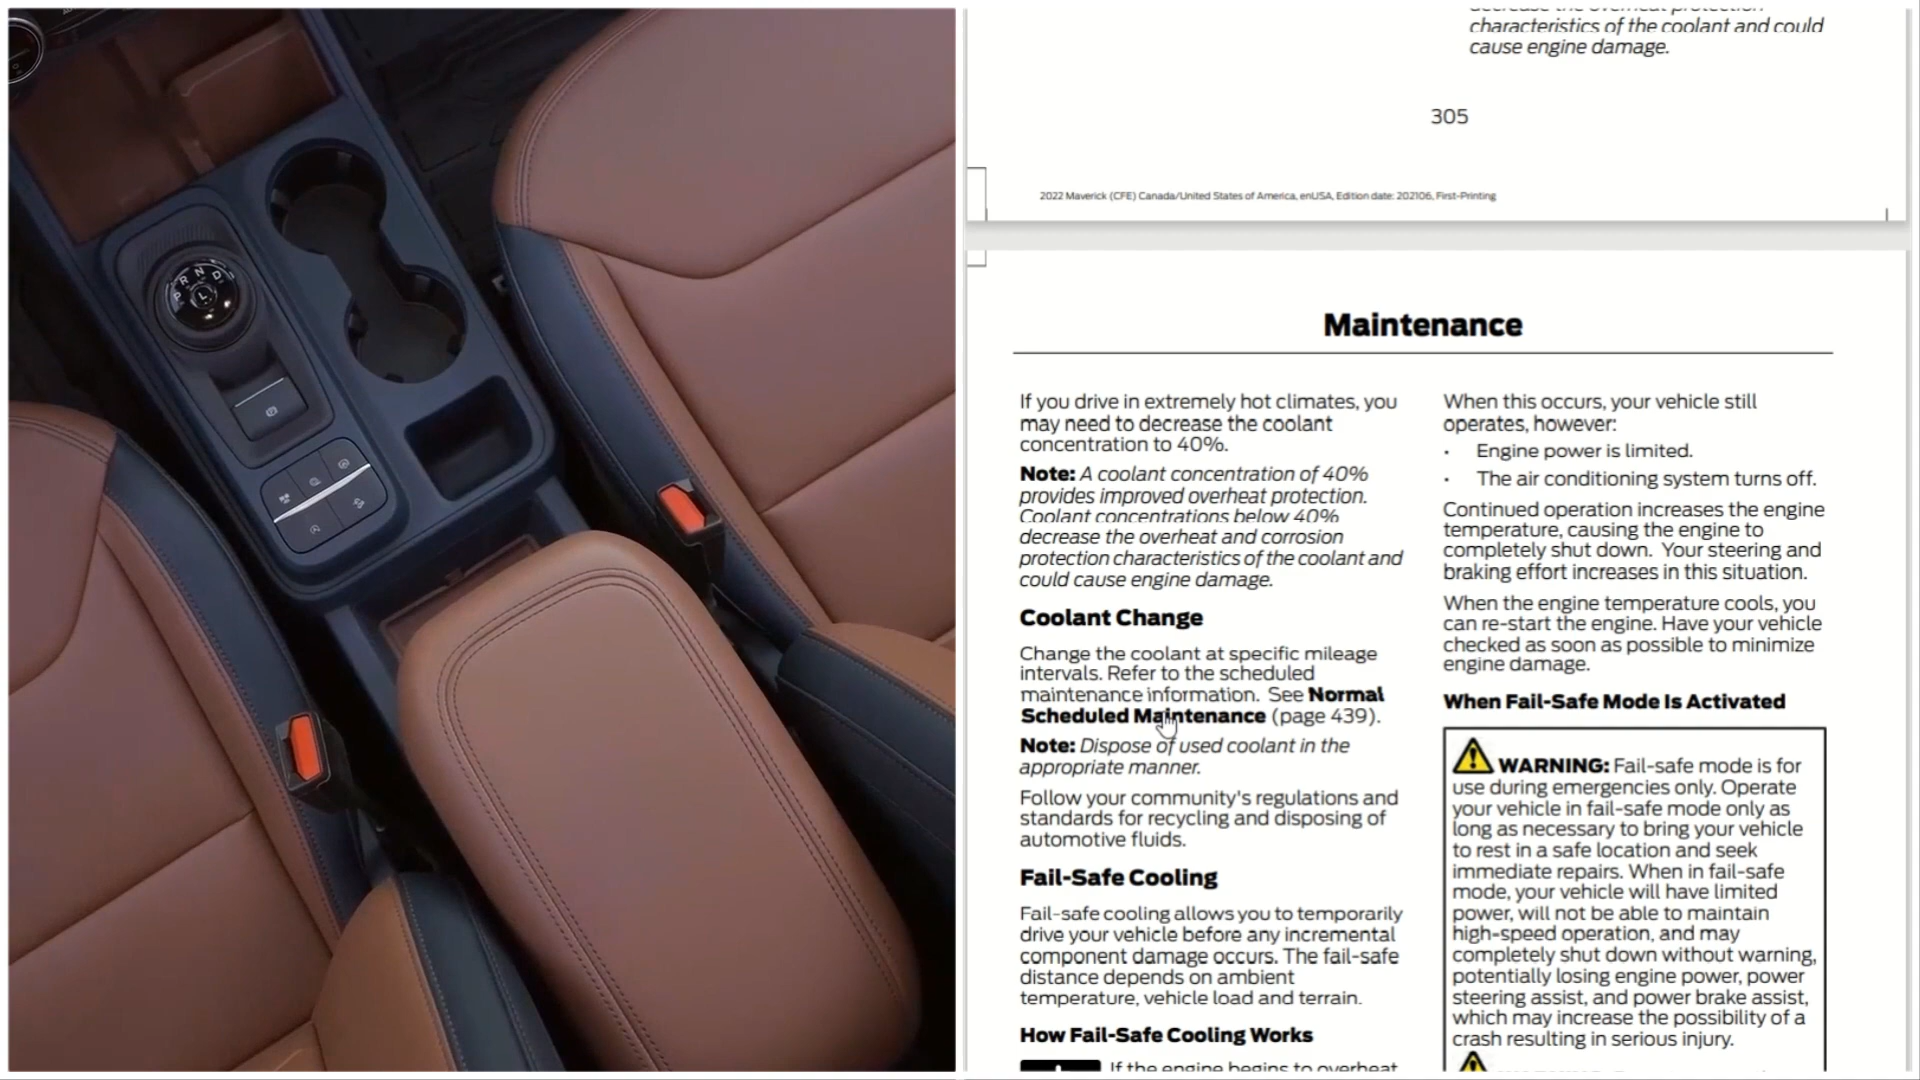 P R N D
L
decrease the overheat protection
characteristics of the coolant and could
cause engine damage.
305
2022 Maverick (CFE) Canada/United States of America, enUSA, Edition date: 202106, First-Printing
Maintenance
If you drive in extremely hot climates, you
may need to decrease the coolant
concentration to 40%.
Note: A coolant concentration of 40%
provides improved overheat protection.
Coolant concentrations below 40%
decrease the overheat and corrosion
protection characteristics of the coolant and
could cause engine damage.
Coolant Change
Change the coolant at specific mileage
intervals. Refer to the scheduled
maintenance information. See Normal
Scheduled Maintenance (page 439).
Note: Dispose of used coolant in the
appropriate manner.
Follow your community's regulations and
standards for recycling and disposing of
automotive fluids.
Fail-Safe Cooling
Fail-safe cooling allows you to temporarily
drive your vehicle before any incremental
component damage occurs. The fail-safe
distance depends on ambient
temperature, vehicle load and terrain.
How Fail-Safe Cooling Works
If the engine begins to overheat
When this occurs, your vehicle still
operates, however:
· Engine power is limited.
· The air conditioning system turns off.
Continued operation increases the engine
temperature, causing the engine to
completely shut down. Your steering and
braking effort increases in this situation.
When the engine temperature cools, you
can re-start the engine. Have your vehicle
checked as soon as possible to minimize
engine damage.
When Fail-Safe Mode Is Activated
WARNING: Fail-safe mode is for
use during emergencies only. Operate
your vehicle in fail-safe mode only as
long as necessary to bring your vehicle
to rest in a safe location and seek
immediate repairs. When in fail-safe
mode, your vehicle will have limited
power, will not be able to maintain
high-speed operation, and may
completely shut down without warning,
potentially losing engine power, power
steering assist, and power brake assist,
which may increase the possibility of a
crash resulting in serious injury.